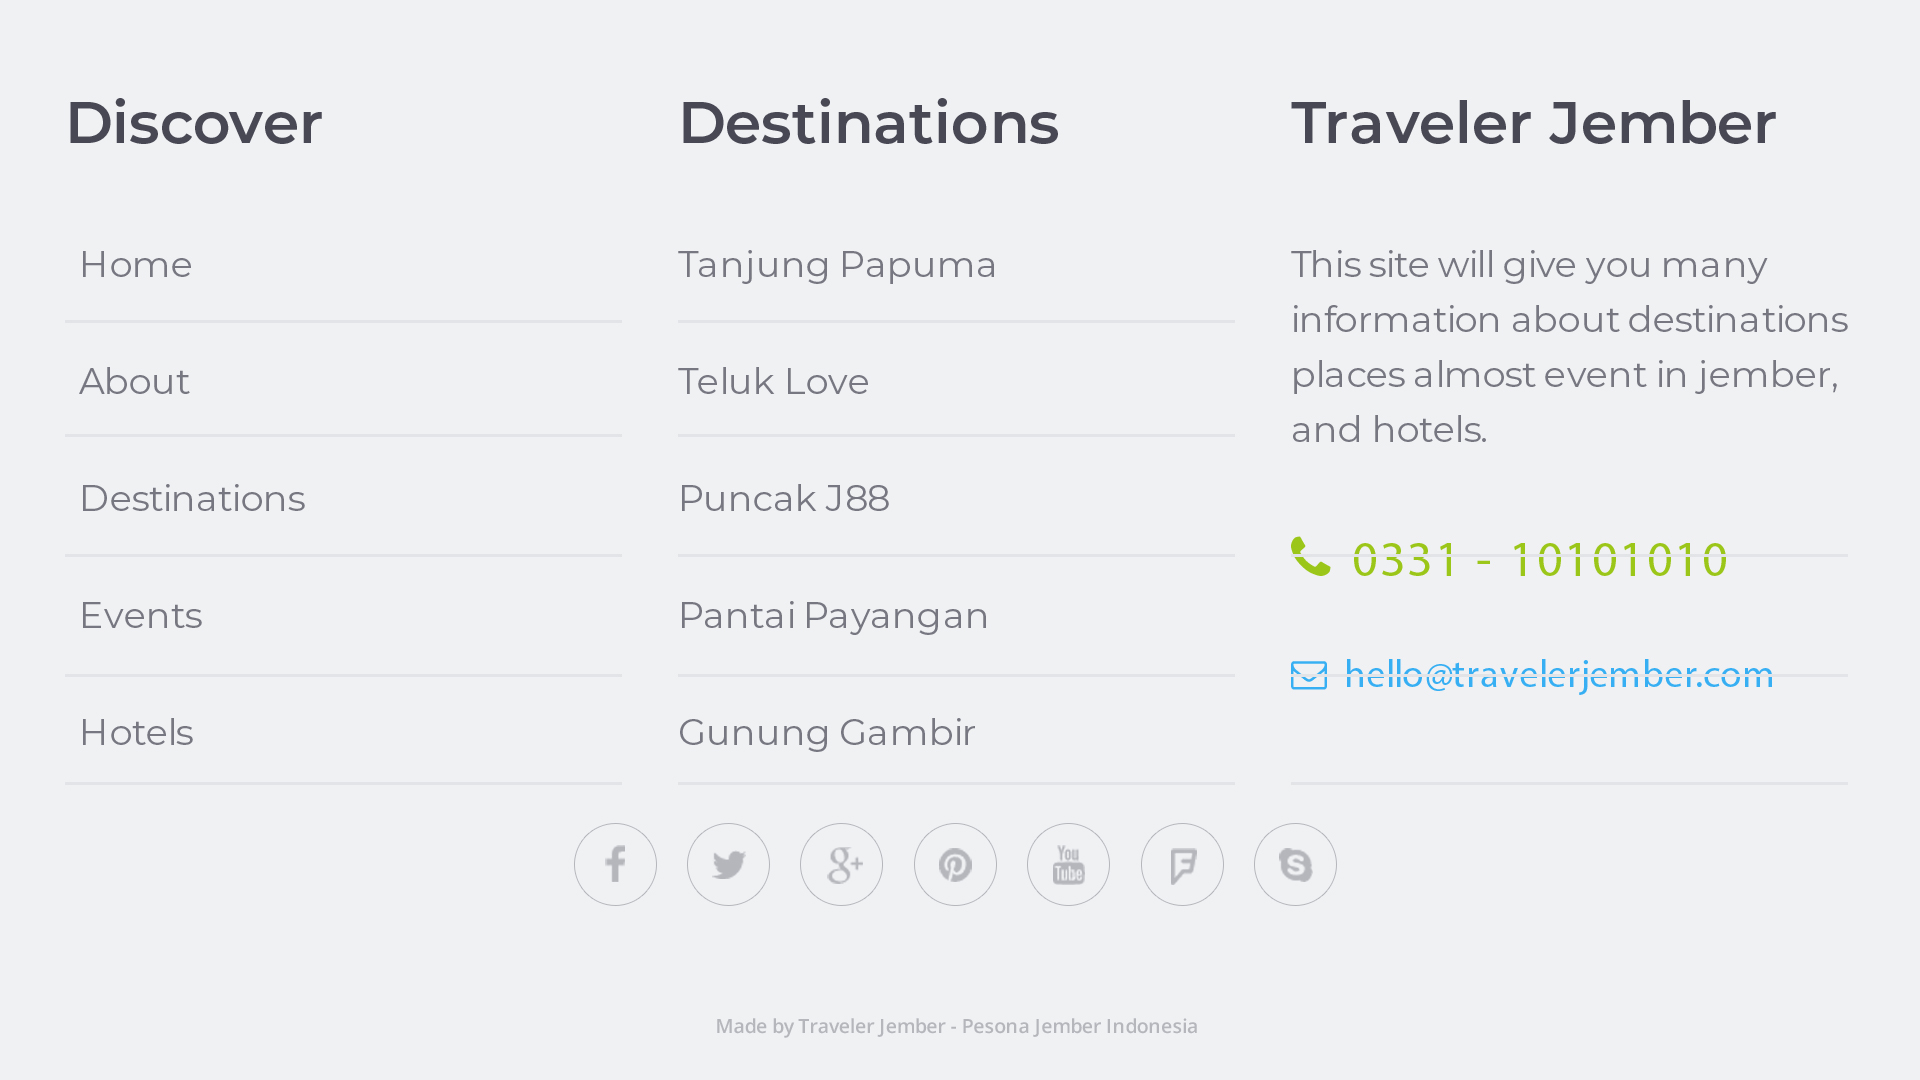 Discover
Home
About
Destinations
Events
Hotels
Destinations
Tanjung Papuma
Teluk Love
Puncak J88
Pantai Payangan
Gunung Gambir
Traveler Jember
This site will give you many
information about destinations
places almost event in jember,
and hotels.
0331 - 10101010
hello@travelerjember.com
You
Tube
Made by Traveler Jember - Pesona Jember Indonesia